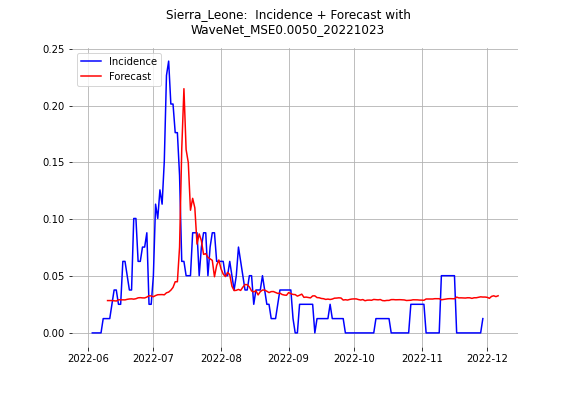 Sierra_Leone:  Incidence + Forecast with
WaveNet_MSE0.0050_20221023
0.25
Incidence
Forecast
0.20
0.15
0.10
0.05
0.00
2022-06 2022-07 2022-08 2022-09 2022-10 2022-11 2022-12